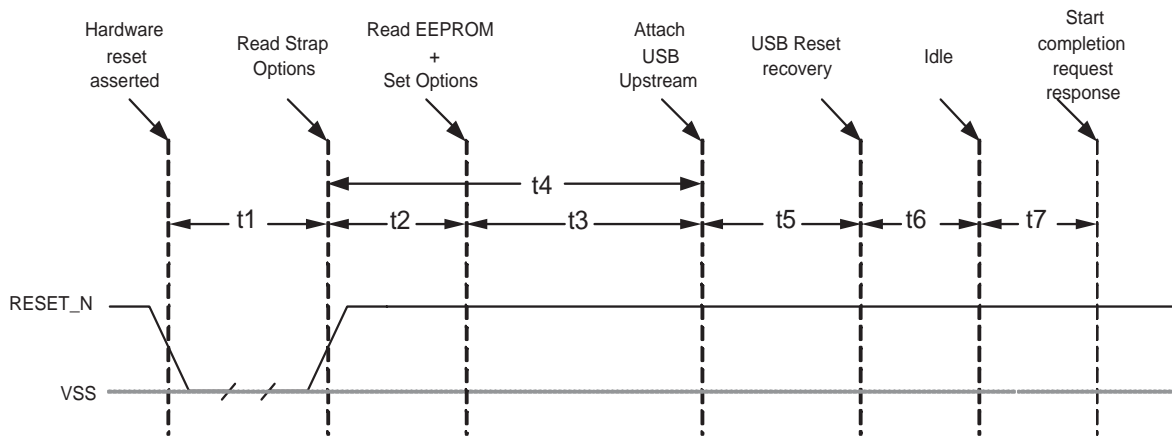 Hardware
reset
asserted
Read Strap
Options
Read EEPROM
+
Set Options
Attach
USB
Upstream
USB Reset
recovery
Idle
Start
completion
request
response
t4
t1
t2
t3
t5
t6
t7
RESET_N
VSS